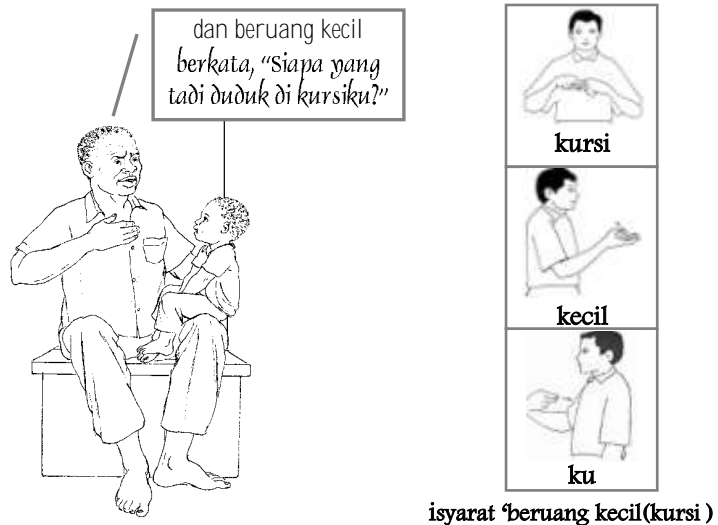 dan beruang kecil
berkata, “Siapa yang
tadi duduk di kursiku?”
kursi
kecil
ku
isyarat ‘beruang kecil(kursi )